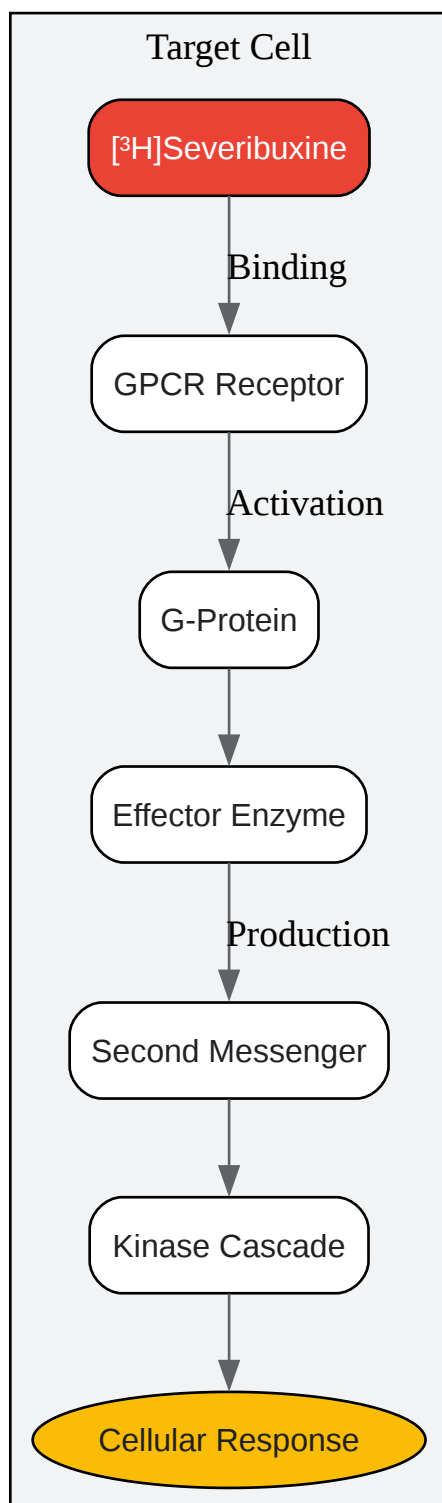 Target Cell
[³H]Severibuxine
Binding
GPCR Receptor
Activation
G-Protein
Effector Enzyme
Production
Second Messenger
Kinase Cascade
Cellular Response